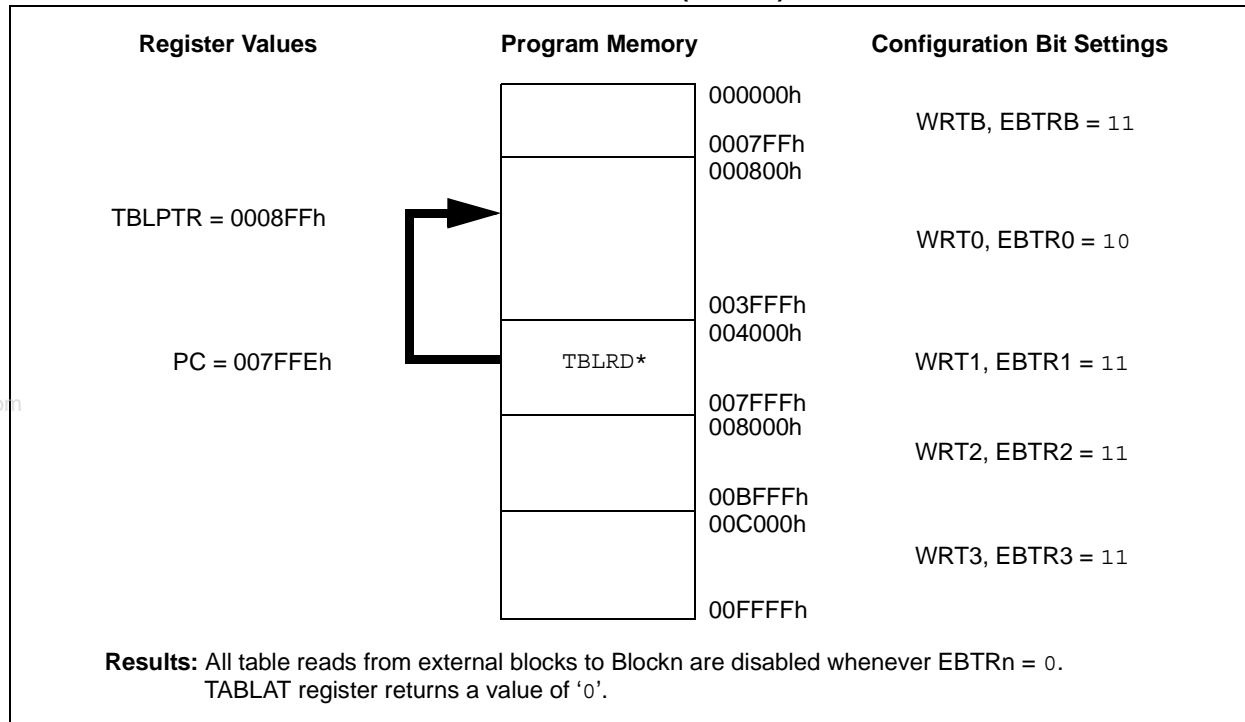 Register Values Program Memory Configuration Bit Settings
000000h
WRTB, EBTRB = 11
0007FFh
000800h
TBLPTR = 0008FFh
WRT0, EBTR0 = 10
003FFFh
004000h
PC = 007FFEh TBLRD* WRT1, EBTR1 = 11
007FFFh
008000h
WRT2, EBTR2 = 11
00BFFFh
00C000h
WRT3, EBTR3 = 11
00FFFFh
Results: All table reads from external blocks to Blockn are disabled whenever EBTRn = 0.
TABLAT register returns a value of ‘0’.